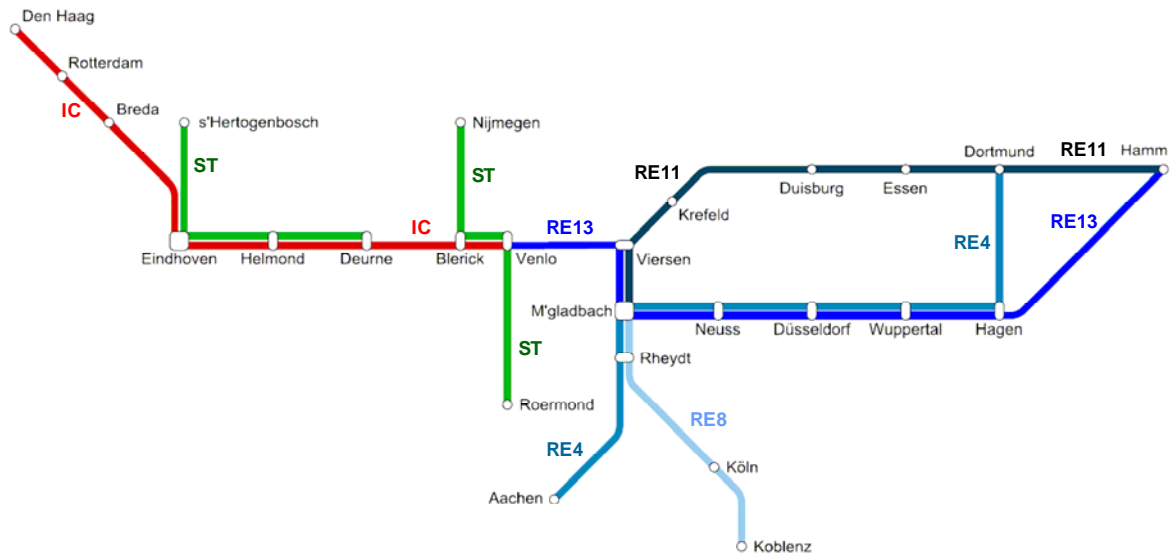 Den Haag
Rotterdam
IC
Breda
s'Hertogenbosch
Nijmegen
ST
ST
RE11
Dortmund
RE11
Hamm
Duisburg
Essen
Krefeld
IC
RE13
RE4
RE13
Eindhoven
Helmond
Deurne
Blerick
Venlo
Viersen
M'gladbach
Neuss
Düsseldorf
Wuppertal
Hagen
ST
Rheydt
Roermond
RE4
RE8
Köln
Aachen
Koblenz